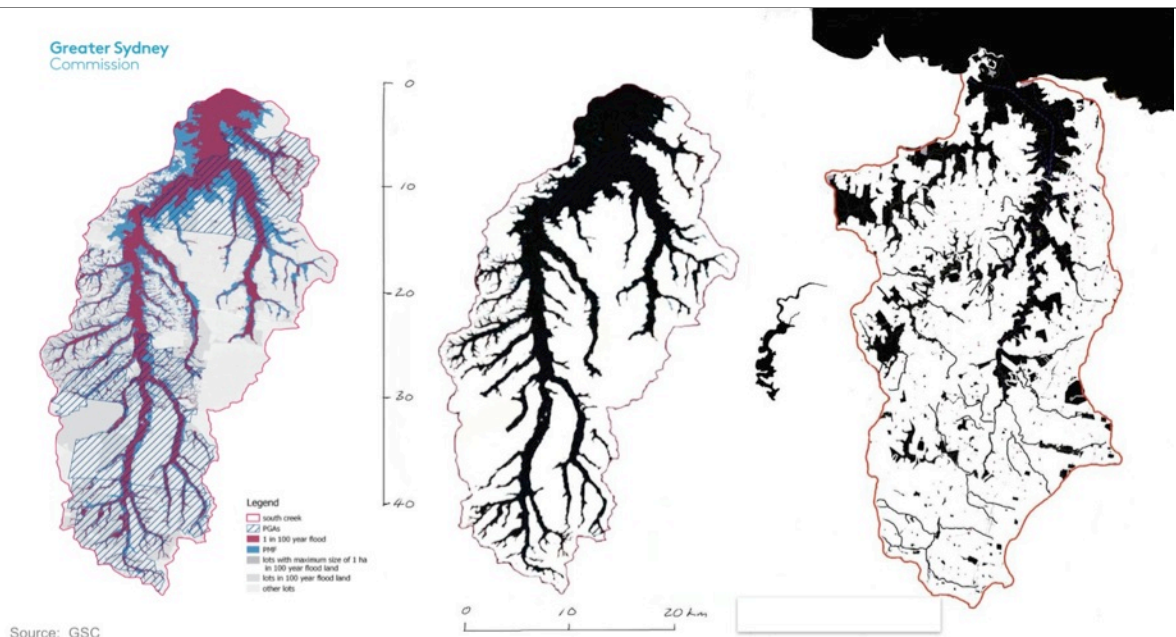 Greater Sydney
Commission
0
10
20
30
40
Legend
south creek
PGAs
1 in 100 year flood
PMF
lots with maximum size of 1 ha
in 100 year flood land
lots in 100 year flood land
other lots
0 10 20 km
Source: GSC